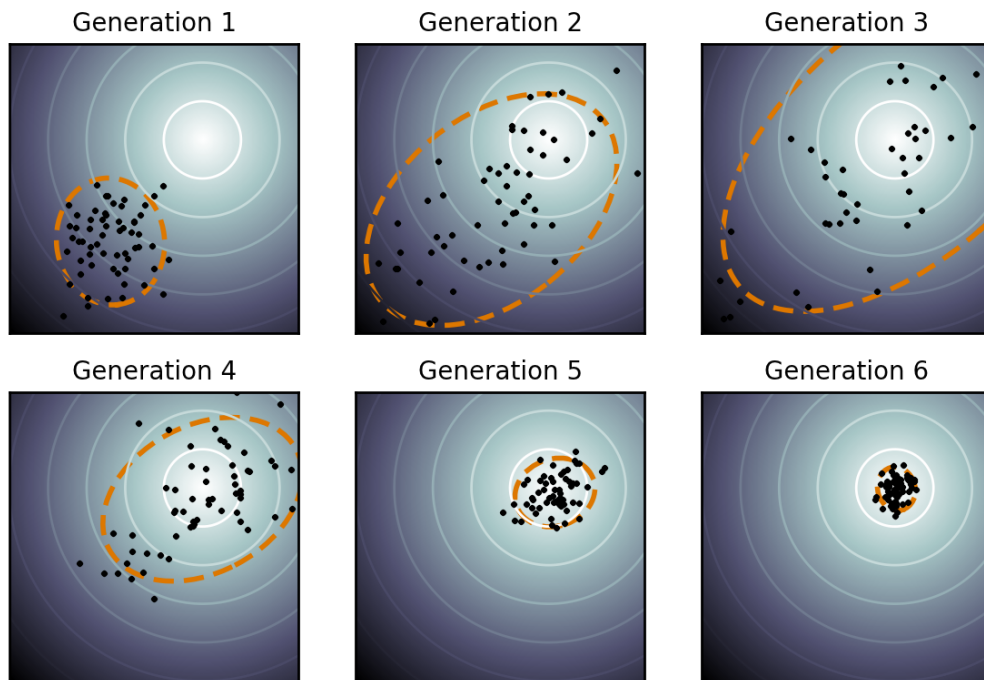 Generation 1
Generation 2
Generation 3
Generation 4
Generation 5
Generation 6